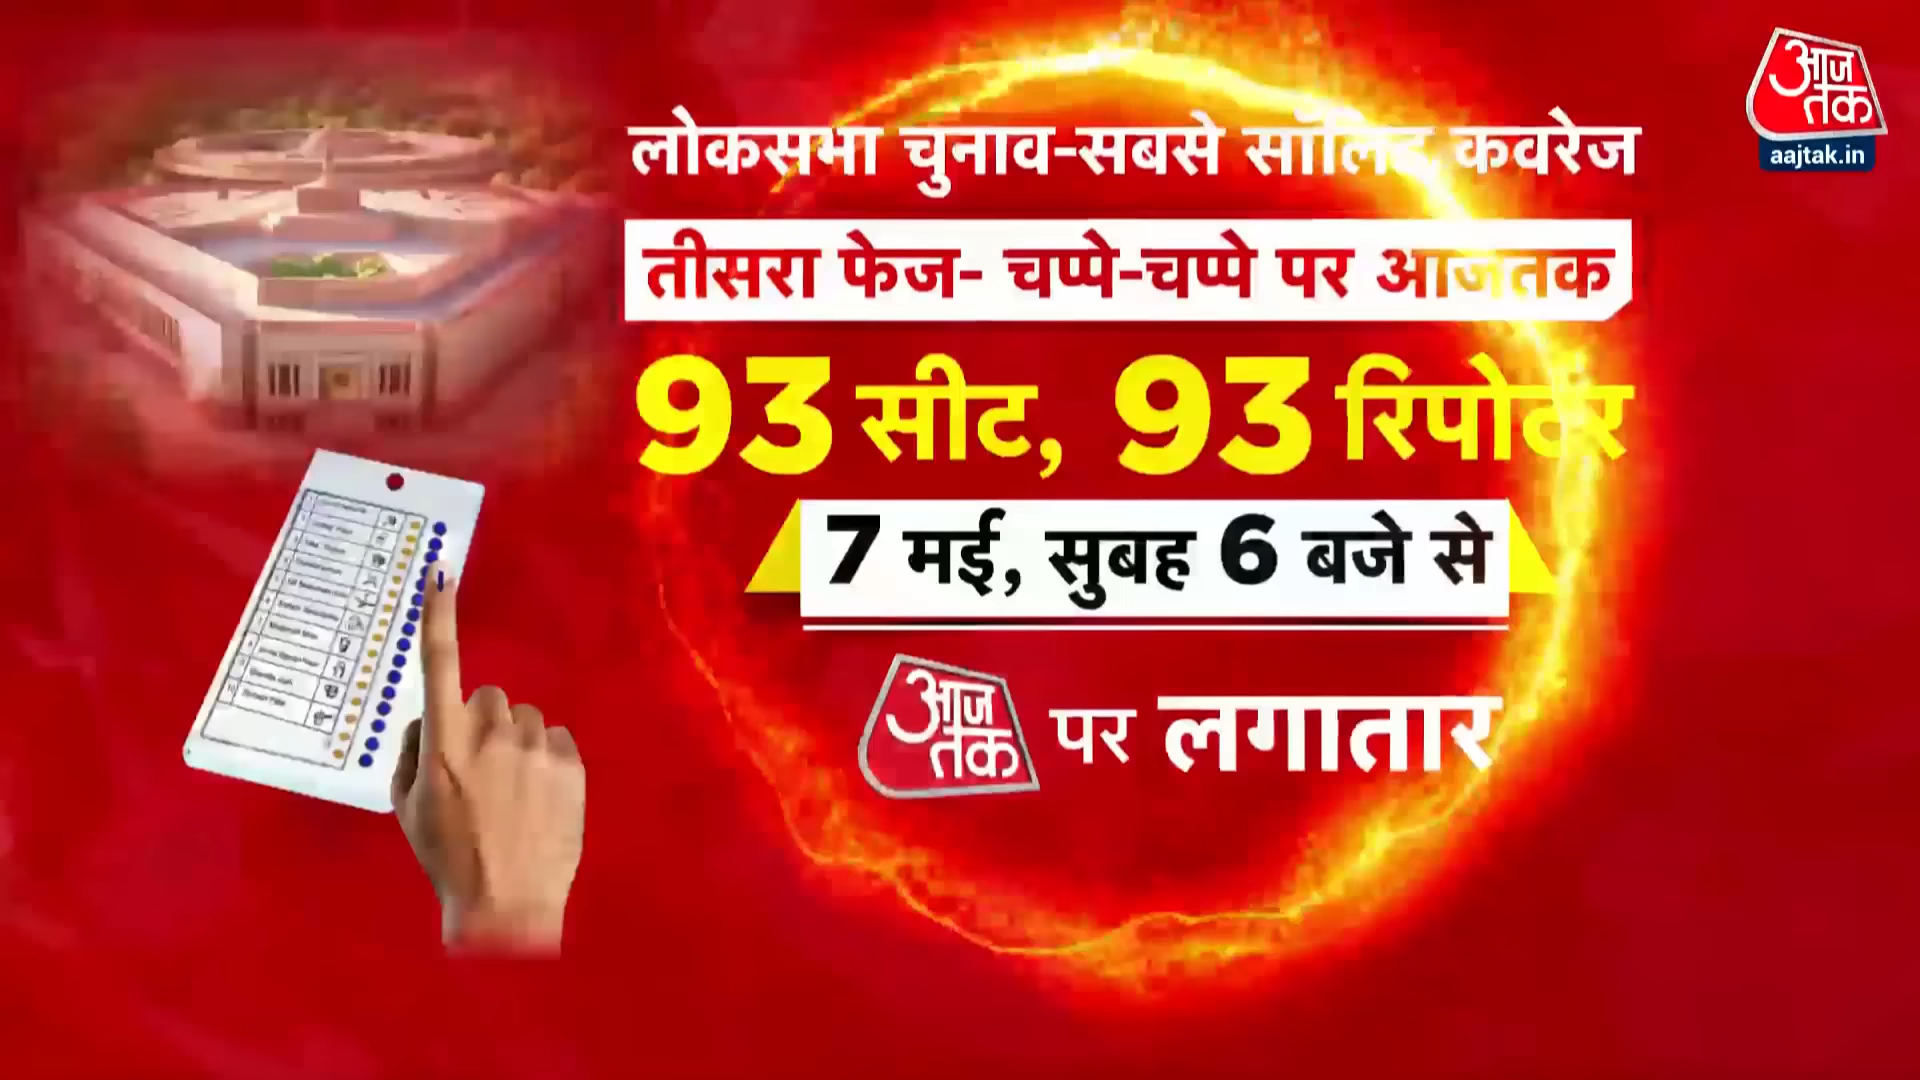 आज
तक
aajtak.in
लोकसभा चुनाव-सबसे सॉलिड कवरेज
तीसरा फेज- चप्पे-चप्पे पर आजतक
93 सीट, 93 रिपोर्टर
7 मई, सुबह 6 बजे से
आज
तक
पर लगातार